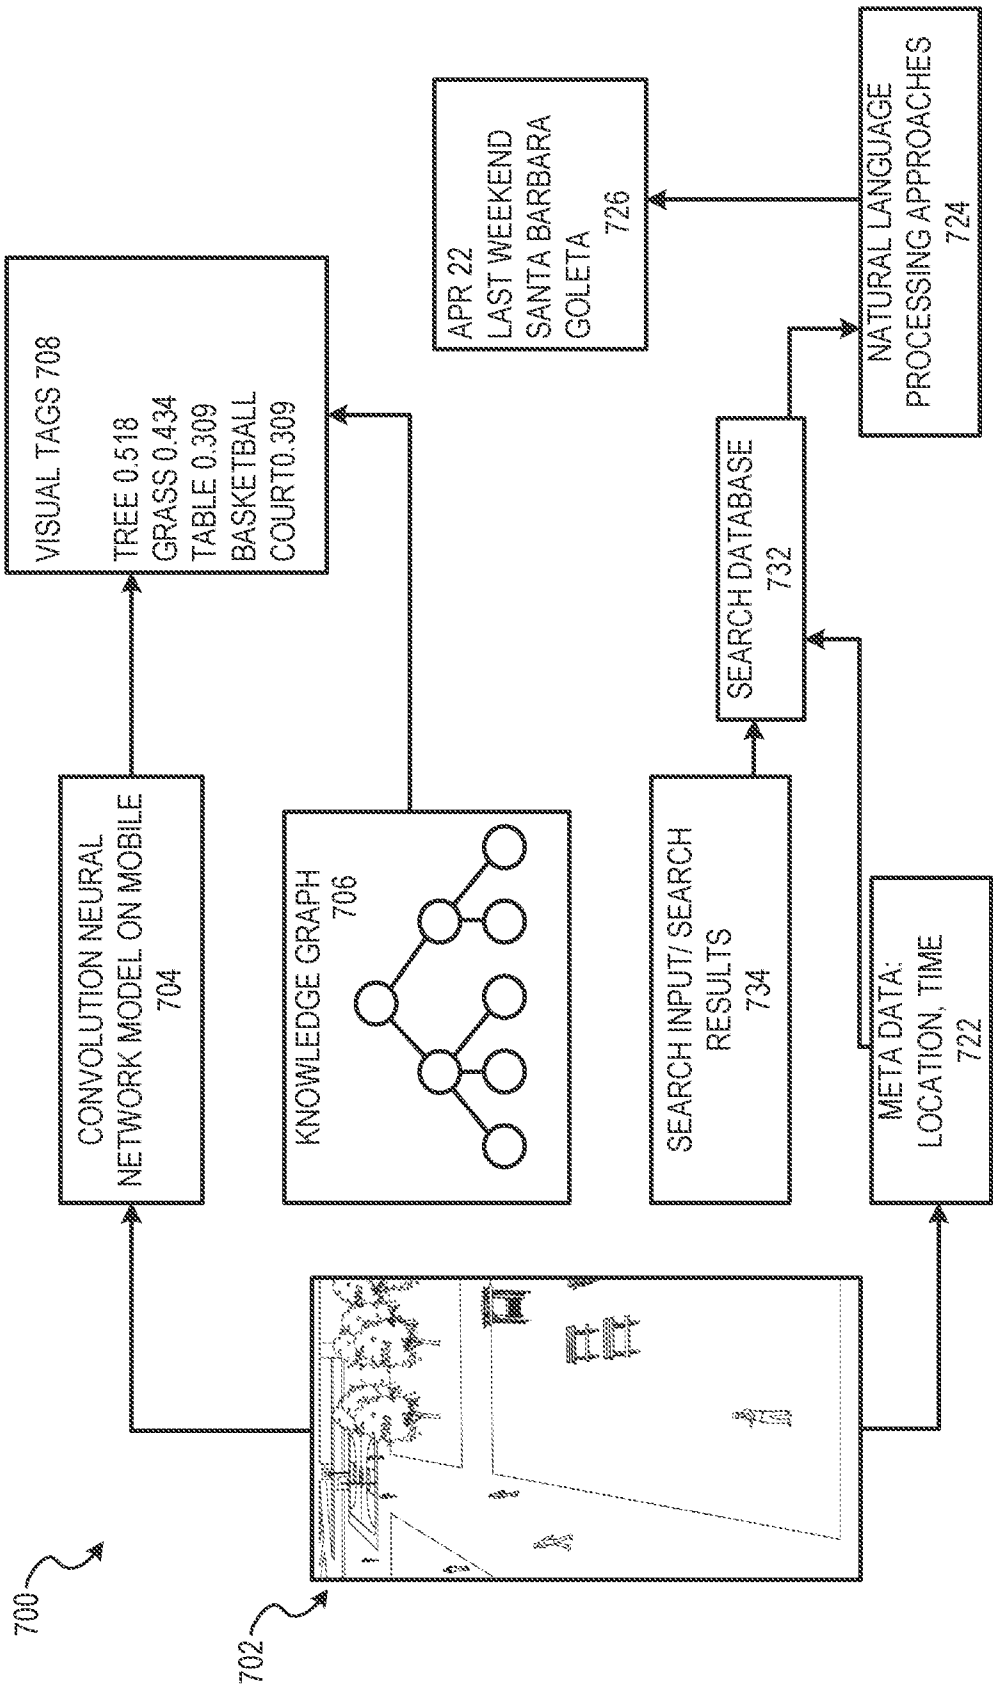 700
702
CONVOLUTION NEURAL
NETWORK MODEL ON MOBILE
704
VISUAL TAGS 708
TREE 0.518
GRASS 0.434
TABLE 0.309
BASKETBALL
COURT0.309
KNOWLEDGE GRAPH
706
APR 22
LAST WEEKEND
SANTA BARBARA
GOLETA
726
SEARCH INPUT/ SEARCH
RESULTS
734
SEARCH DATABASE
732
META DATA:
LOCATION, TIME
722
NATURAL LANGUAGE
PROCESSING APPROACHES
724